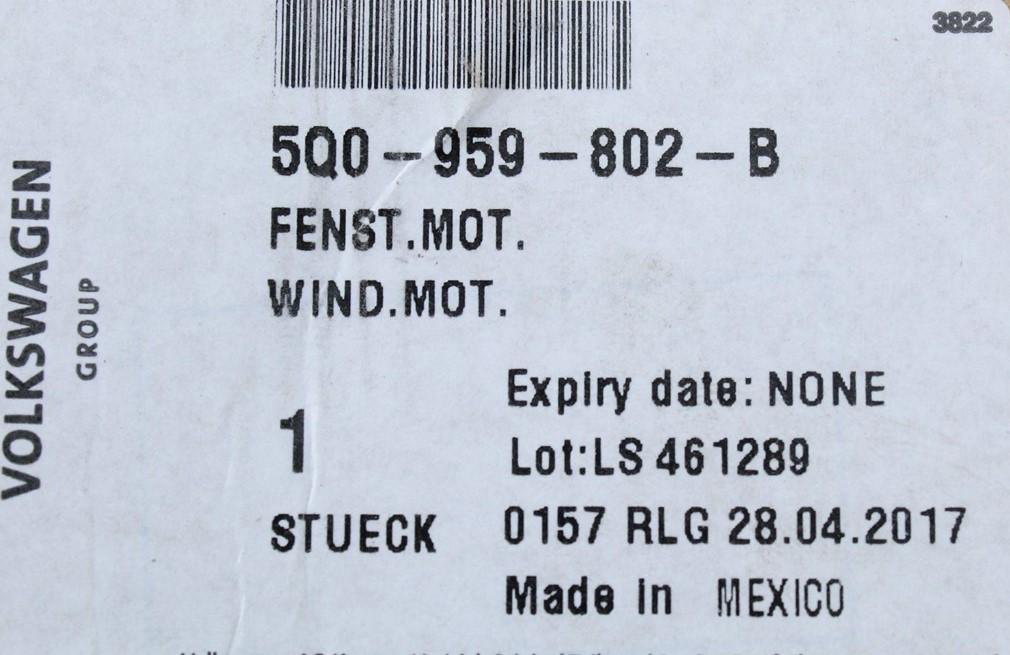 3822
5Q0-959-802-B
FENST.MOT.
WIND.MOT.
VOLKSWAGEN
GROUP
1
STUECK
Expiry date: NONE
Lot:LS 461289
0157 RLG 28.04.2017
Made in MEXICO